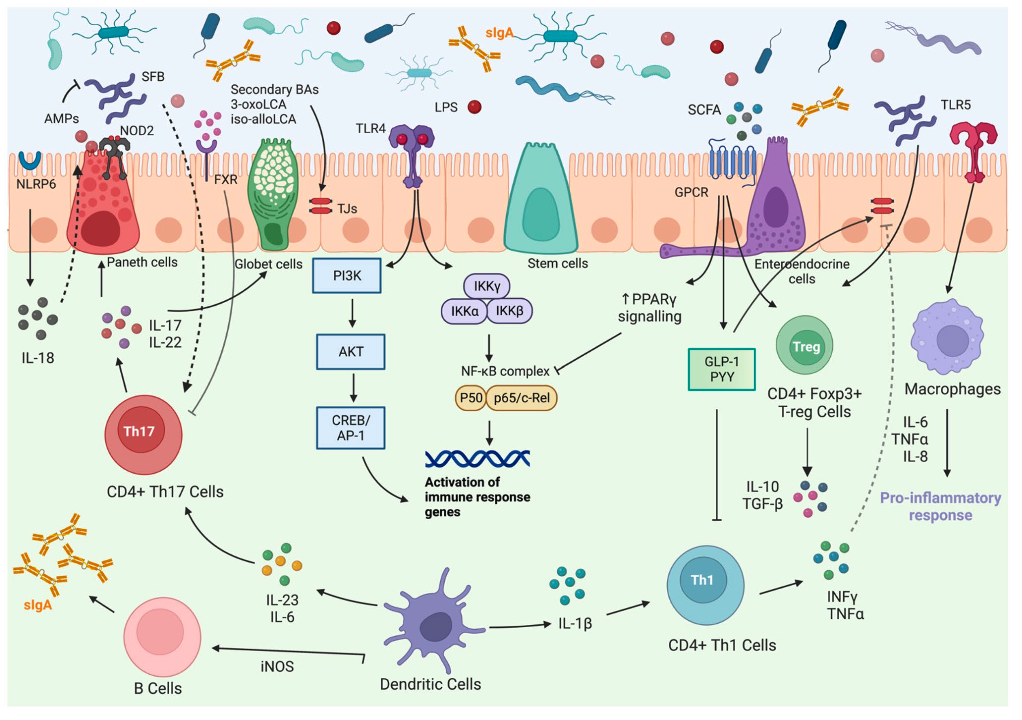 sIgA
SFB
AMPs
NOD2
NLRP6
FXR
Secondary BAs
3-oxoLCA
iso-alloLCA
TJs
TLR4
LPS
SCFA
GPCR
TLR5
Paneth cells
Globet cells
Stem cells
Enteroendocrine
cells
IL-18
IL-17
IL-22
PI3K
AKT
CREB/
AP-1
IKKγ
IKKα
IKKβ
NF-κB complex
P50
p65/c-Rel
Activation of
immune response
genes
↑PPARγ
signalling
GLP-1
PYY
Treg
CD4+ Foxp3+
T-reg Cells
IL-10
TGF-β
Macrophages
IL-6
TNFα
IL-8
Pro-inflammatory
response
Th17
CD4+ Th17 Cells
sIgA
B Cells
IL-23
IL-6
iNOS
Dendritic Cells
IL-1β
Th1
CD4+ Th1 Cells
INFγ
TNFα